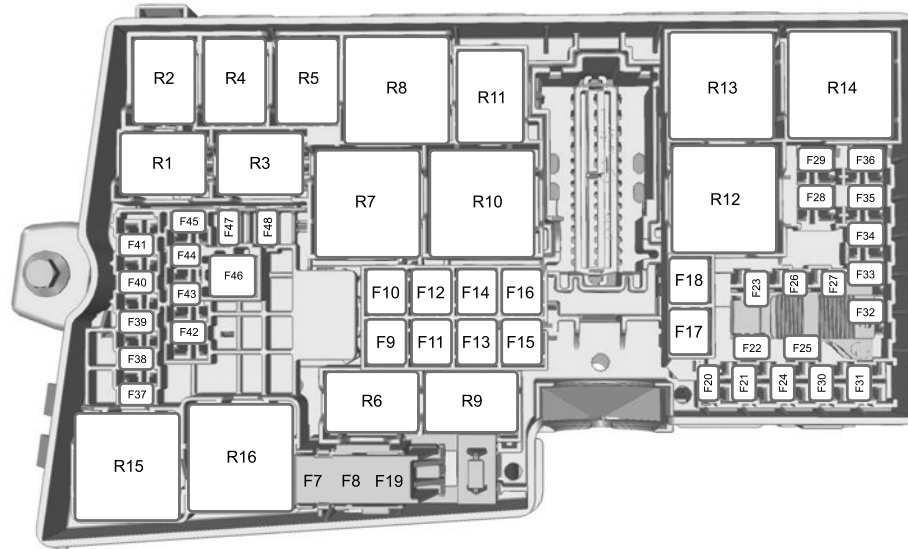 R2 R4 R5 R8 R11 R13 R14
R1 R3 R7 R10 R12
F29 F36
F28 F35
F45 F47 F48
F41 F44 F34
F40 F46 F10 F12 F14 F16 F18 F23 F26 F27 F33
F43
F39 F42 F9 F11 F13 F15 F17 F32
F38 F22 F25
F37 R6 R9 F20 F21 F24 F30 F31
R15 R16 F7 F8 F19